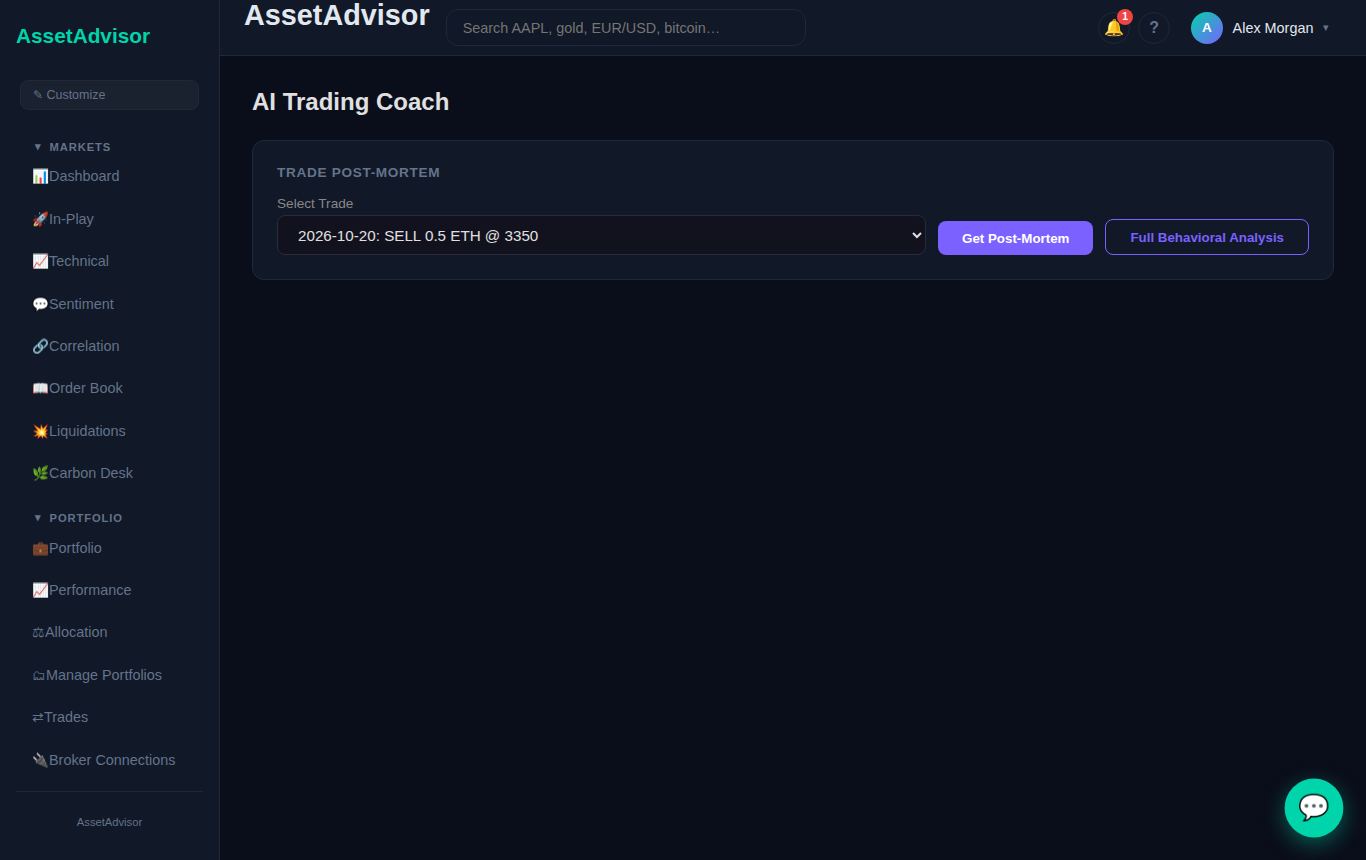 AssetAdvisor
✎ Customize
▼ MARKETS
Dashboard
In-Play
Technical
Sentiment
Correlation
Order Book
Liquidations
Carbon Desk
▼ PORTFOLIO
Portfolio
Performance
Allocation
Manage Portfolios
Trades
Broker Connections
AssetAdvisor
AssetAdvisor
Search AAPL, gold, EUR/USD, bitcoin…
1
?
A
Alex Morgan ▾
AI Trading Coach
TRADE POST-MORTEM
Select Trade
2026-10-20: SELL 0.5 ETH @ 3350
Get Post-Mortem
Full Behavioral Analysis